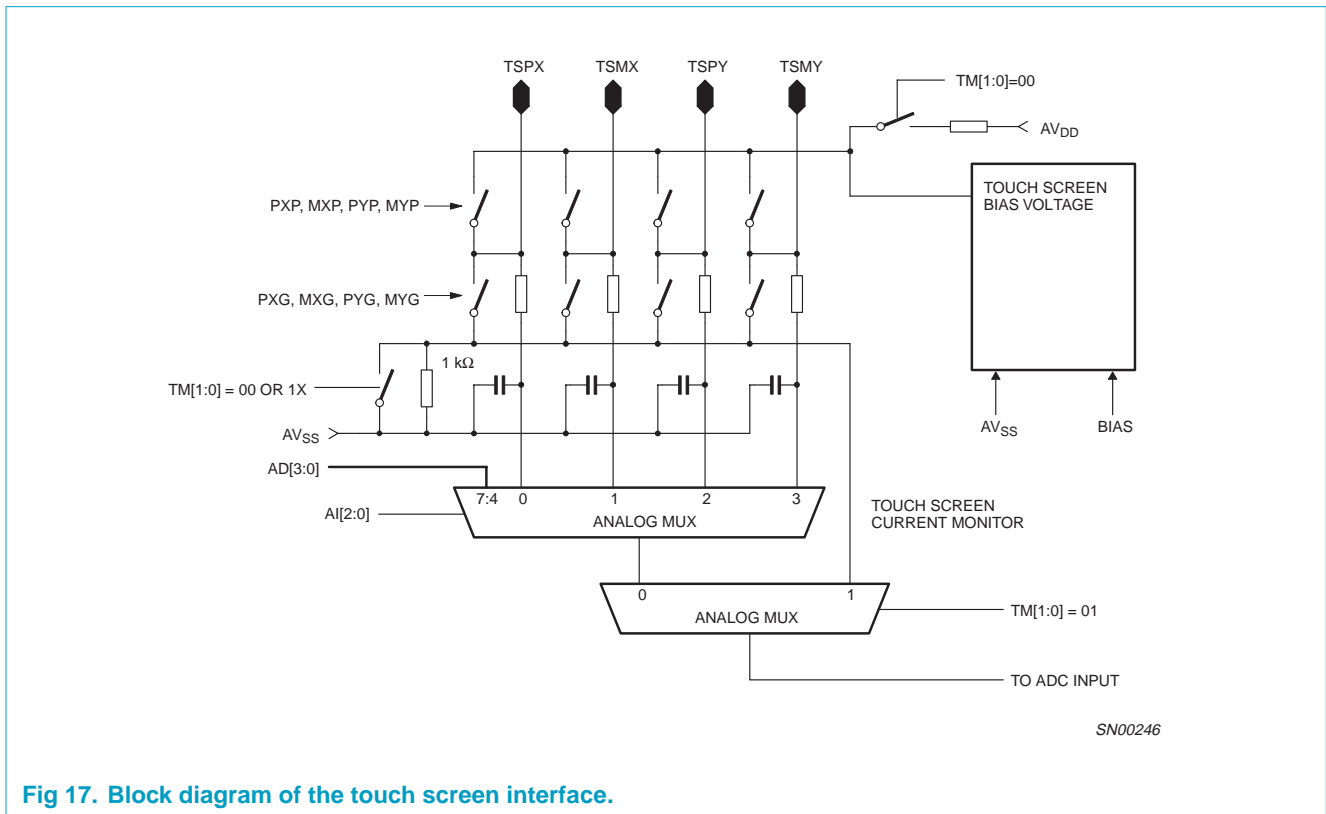 TSPX TSMX TSPY TSMY
TM[1:0]=00
AVDD
TOUCH SCREEN
BIAS VOLTAGE
PXP, MXP, PYP, MYP
PXG, MXG, PYG, MYG
1 kΩ
TM[1:0] = 00 OR 1X
AVSS
AVSS BIAS
AD[3:0]
7:4 0 1 2 3
AI[2:0]
ANALOG MUX
TOUCH SCREEN
CURRENT MONITOR
0 1
ANALOG MUX
TM[1:0] = 01
TO ADC INPUT
SN00246
Fig 17. Block diagram of the touch screen interface.